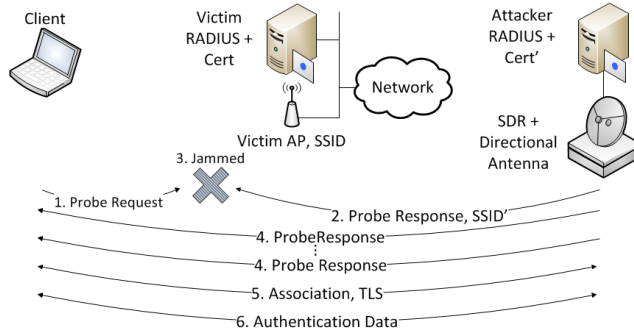 Client
Victim
RADIUS +
Cert
Attacker
RADIUS +
Cert’
Network
Victim AP, SSID
SDR +
Directional
Antenna
3. Jammed
1. Probe Request
2. Probe Response, SSID’
4. ProbeResponse
4. Probe Response
5. Association, TLS
6. Authentication Data